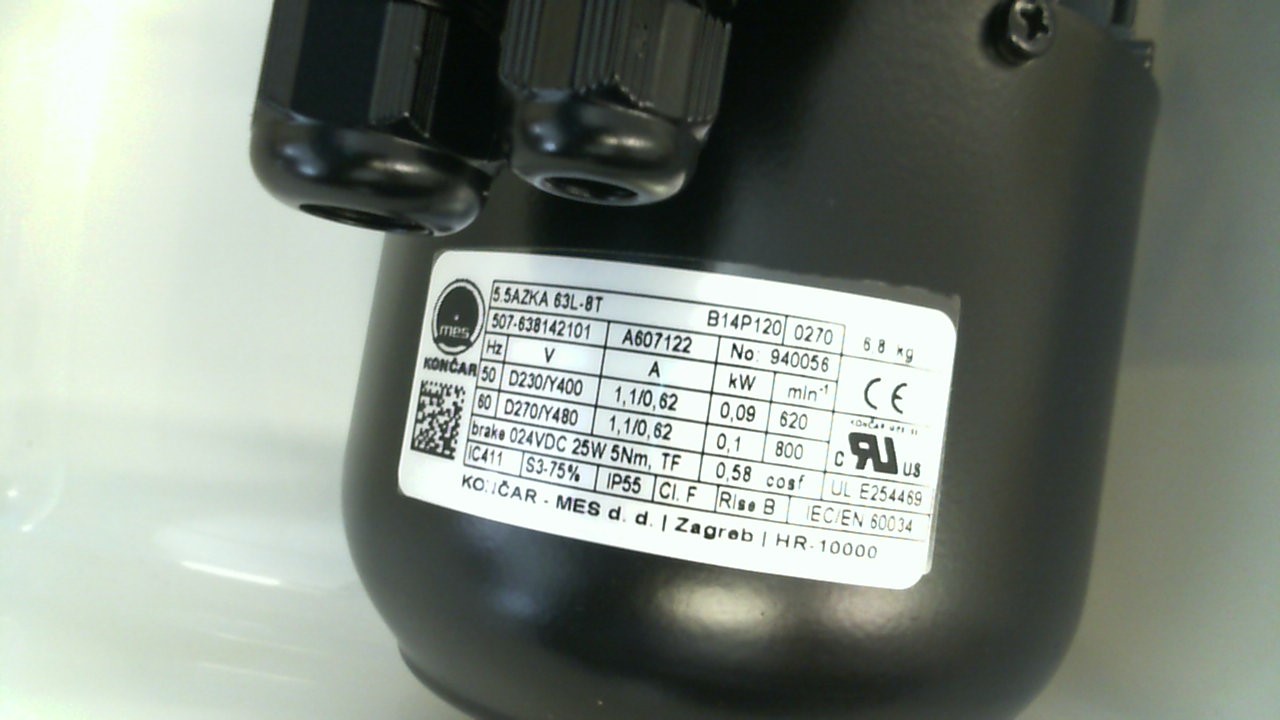 5.5AZKA 63L-8T B14P120 0270 6.8 kg
507-638142101 A607122 No: 940056
Hz V A kW min-1
50 D230/Y400 1,1/0,62 0,09 620
60 D270/Y480 1,1/0,62 0,1 800
brake 024VDC 25W 5Nm, TF 0,58 cosf
IC411 S3-75% IP55 Cl. F Rise B IEC/EN 60034
mes
KONČAR
CE
C UR US
UL E254469
KONČAR - MES d. d. | Zagreb | HR-10000